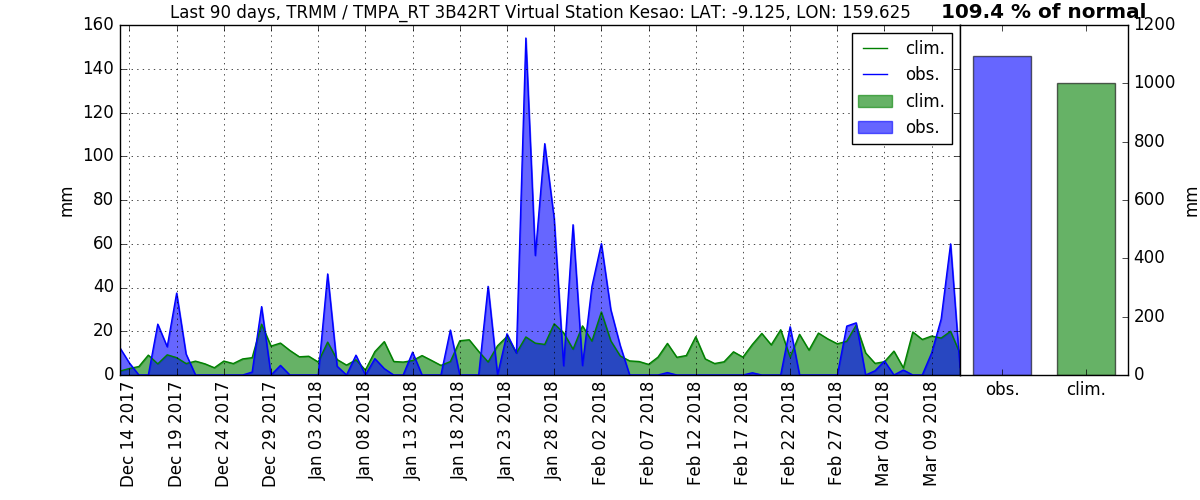 Last 90 days, TRMM / TMPA_RT 3B42RT Virtual Station Kesao: LAT: -9.125, LON: 159.625
109.4 % of normal
160
140
120
100
80
60
40
20
0
mm
clim.
obs.
clim.
obs.
Dec 14 2017
Dec 19 2017
Dec 24 2017
Dec 29 2017
Jan 03 2018
Jan 08 2018
Jan 13 2018
Jan 18 2018
Jan 23 2018
Jan 28 2018
Feb 02 2018
Feb 07 2018
Feb 12 2018
Feb 17 2018
Feb 22 2018
Feb 27 2018
Mar 04 2018
Mar 09 2018
1200
1000
800
600
400
200
0
mm
obs.
clim.